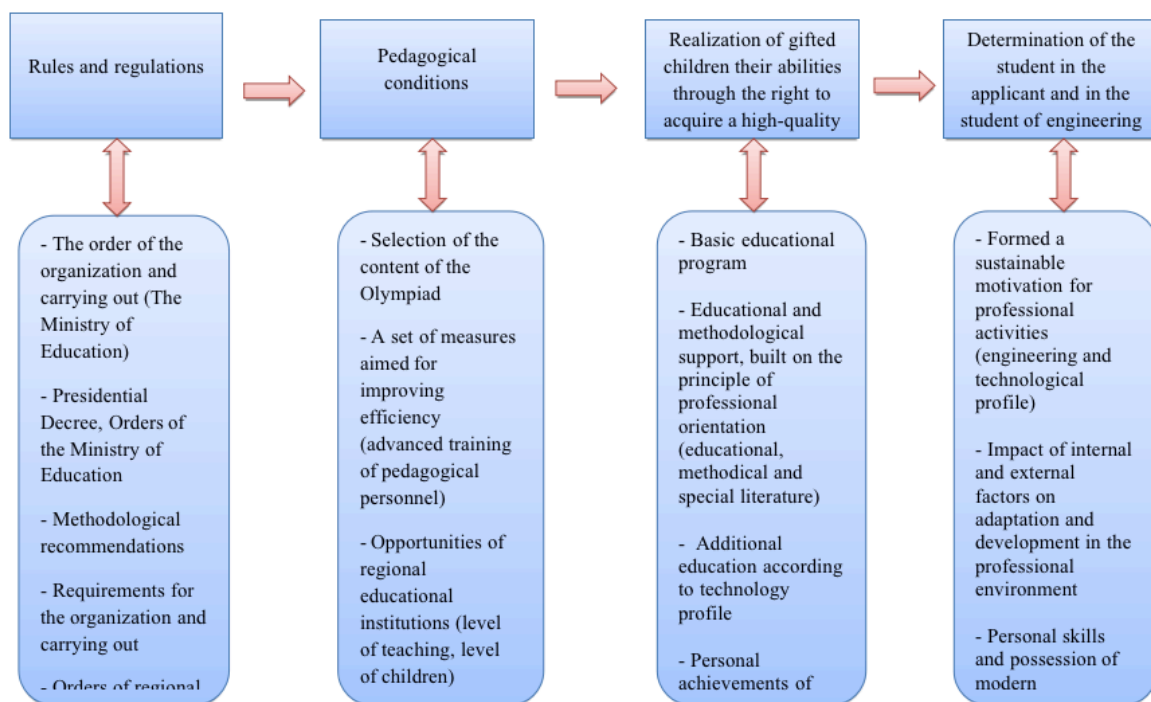 Rules and regulations
Pedagogical
conditions
Realization of gifted
children their abilities
through the right to
acquire a high-quality
Determination of the
student in the
applicant and in the
student of engineering
- The order of the
organization and
carrying out (The
Ministry of
Education)
- Presidential
Decree, Orders of
the Ministry of
Education
- Methodological
recommendations
- Requirements for
the organization and
carrying out
- Orders of regional
- Selection of the
content of the
Olympiad
- A set of measures
aimed for
improving
efficiency
(advanced training
of pedagogical
personnel)
- Opportunities of
regional
educational
institutions (level
of teaching, level
of children)
- Basic educational
program
- Educational and
methodological
support, built on the
principle of
professional
orientation
(educational,
methodical and
special literature)
- Additional
education according
to technology
profile
- Personal
achievements of
- Formed a
sustainable
motivation for
professional
activities
(engineering and
technological
profile)
- Impact of internal
and external
factors on
adaptation and
development in the
professional
environment
- Personal skills
and possession of
modern